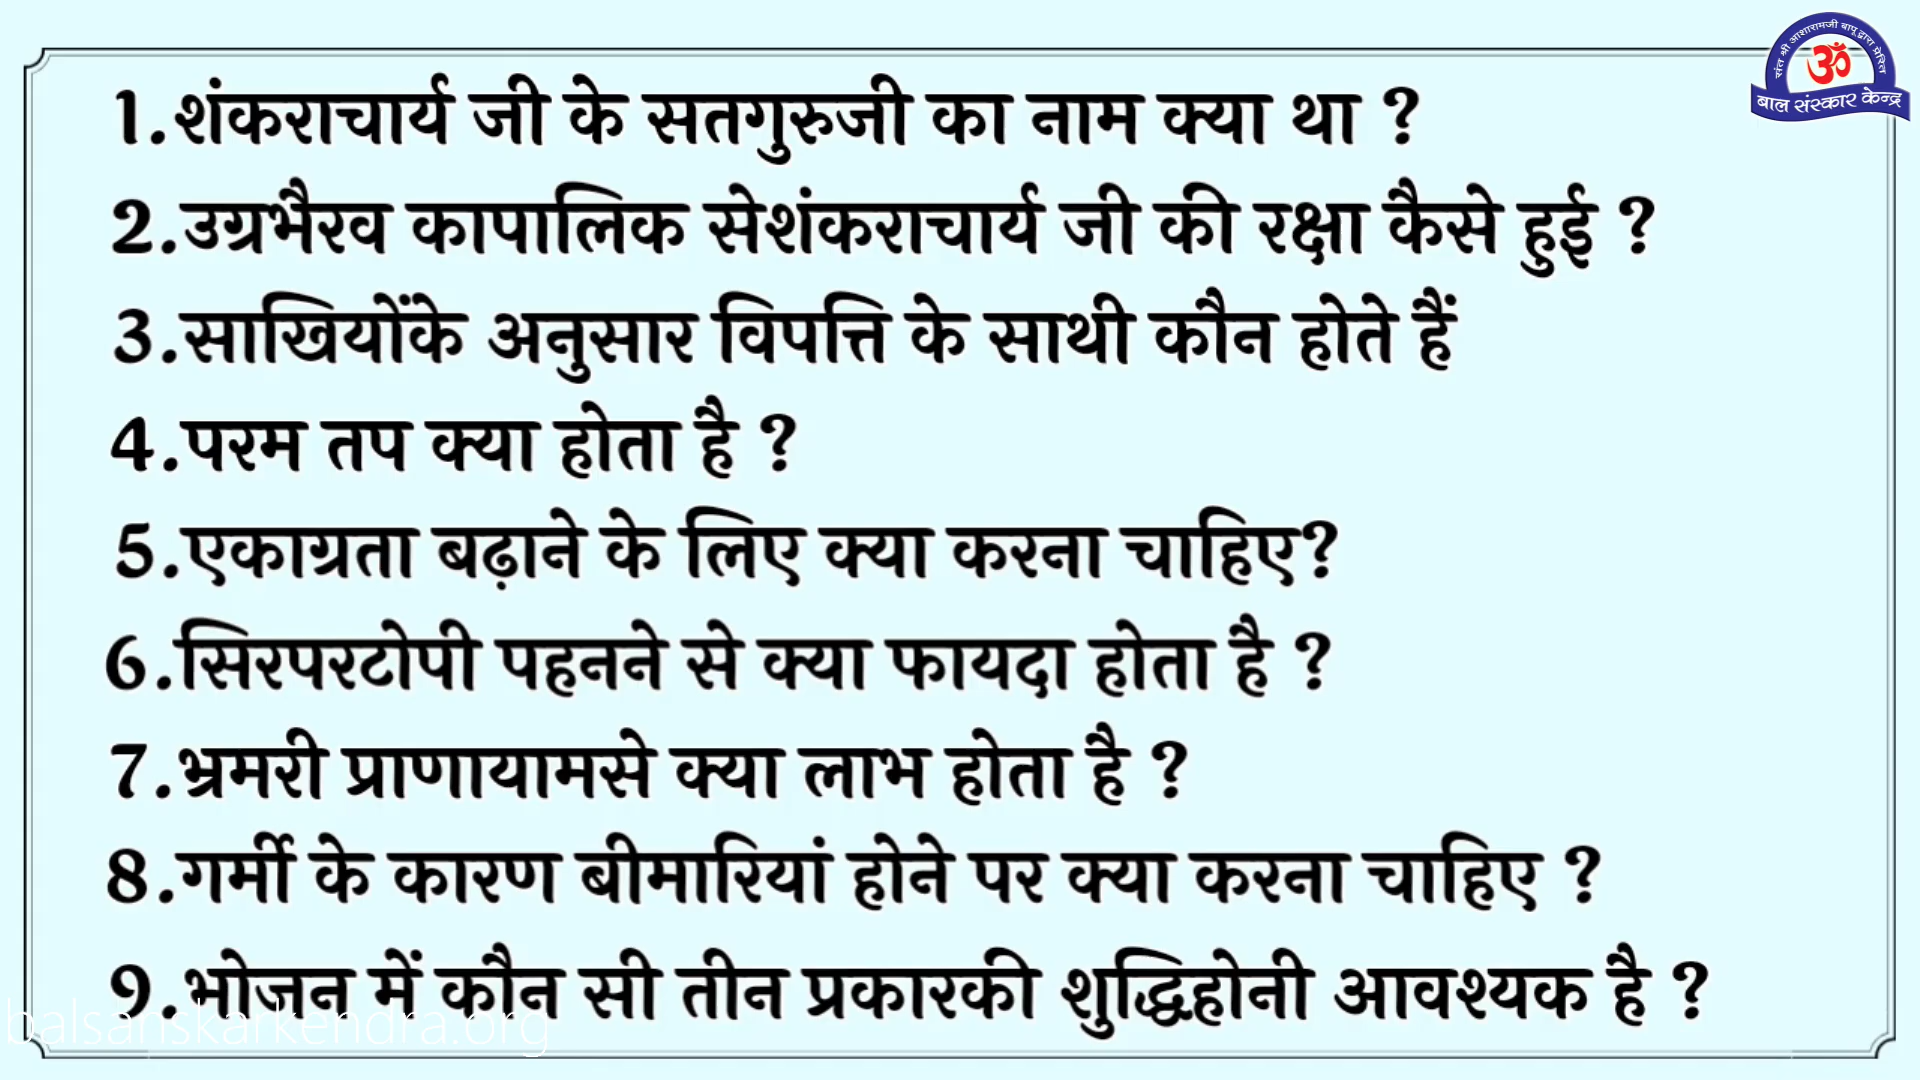 संत श्री आशारामजी बापू द्वारा प्रेरित
ॐ
बाल संस्कार केन्द्र
1.शंकराचार्य जी के सतगुरुजी का नाम क्या था ?
2.उग्रभैरव कापालिक सेशंकराचार्य जी की रक्षा कैसे हुई ?
3.साखियोंके अनुसार विपत्ति के साथी कौन होते हैं
4.परम तप क्या होता है ?
5.एकाग्रता बढ़ाने के लिए क्या करना चाहिए?
6.सिरपरटोपी पहनने से क्या फायदा होता है ?
7.भ्रमरी प्राणायामसे क्या लाभ होता है ?
8.गर्मी के कारण बीमारियां होने पर क्या करना चाहिए ?
9.भोजन में कौन सी तीन प्रकारकी शुद्धिहोनी आवश्यक है ?
balsanskarkendra.org